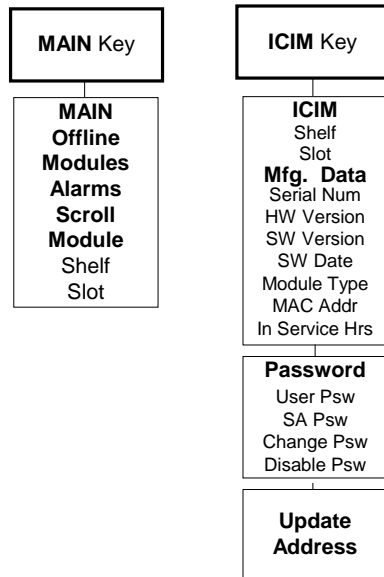 MAIN Key
MAIN
Offline
Modules
Alarms
Scroll
Module
Shelf
Slot
ICIM Key
ICIM
Shelf
Slot
Mfg. Data
Serial Num
HW Version
SW Version
SW Date
Module Type
MAC Addr
In Service Hrs
Password
User Psw
SA Psw
Change Psw
Disable Psw
Update
Address